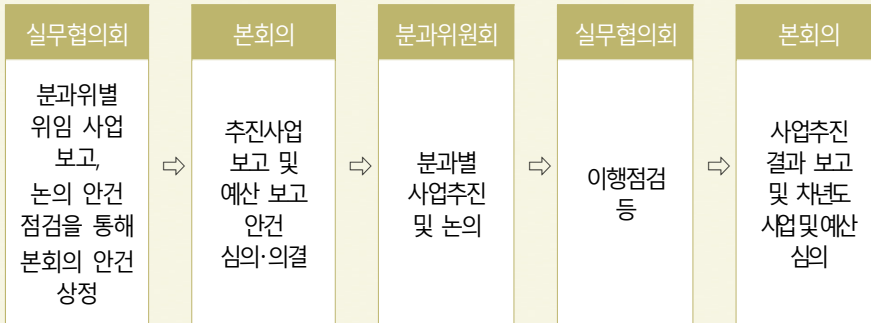 실무협의회
분과위별
위임 사업
보고,
논의 안건
점검을 통해
본회의 안건
상정
⇨
본회의
추진사업
보고 및
예산 보고
안건
심의·의결
⇨
분과위원회
분과별
사업추진
및 논의
⇨
실무협의회
이행점검
등
⇨
본회의
사업추진
결과 보고
및 차년도
사업 및 예산
심의